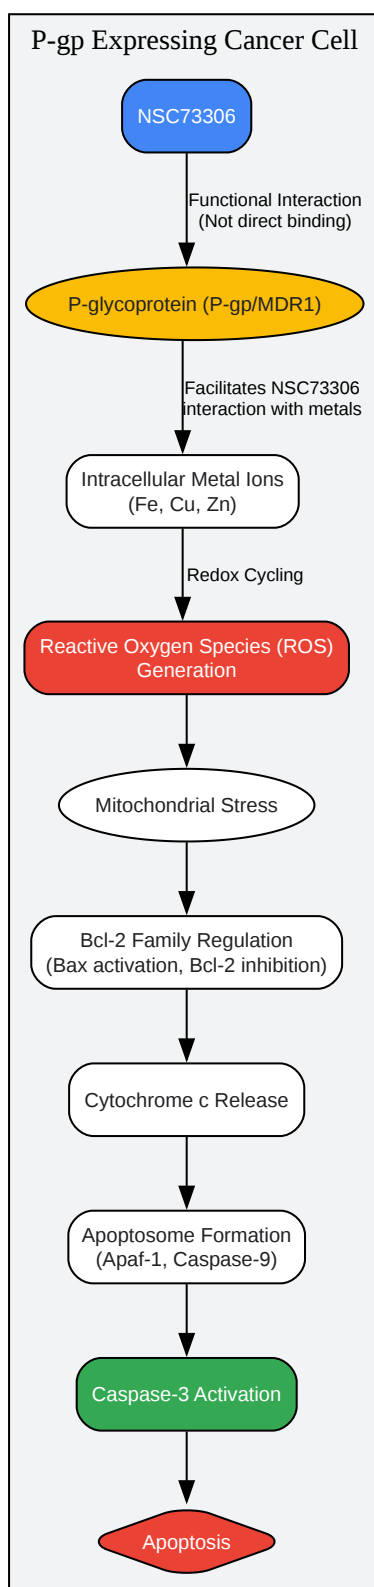 P-gp Expressing Cancer Cell
NSC73306
Functional Interaction
(Not direct binding)
P-glycoprotein (P-gp/MDR1)
Facilitates NSC73306
interaction with metals
Intracellular Metal Ions
(Fe, Cu, Zn)
Redox Cycling
Reactive Oxygen Species (ROS)
Generation
Mitochondrial Stress
Bcl-2 Family Regulation
(Bax activation, Bcl-2 inhibition)
Cytochrome c Release
Apoptosome Formation
(Apaf-1, Caspase-9)
Caspase-3 Activation
Apoptosis